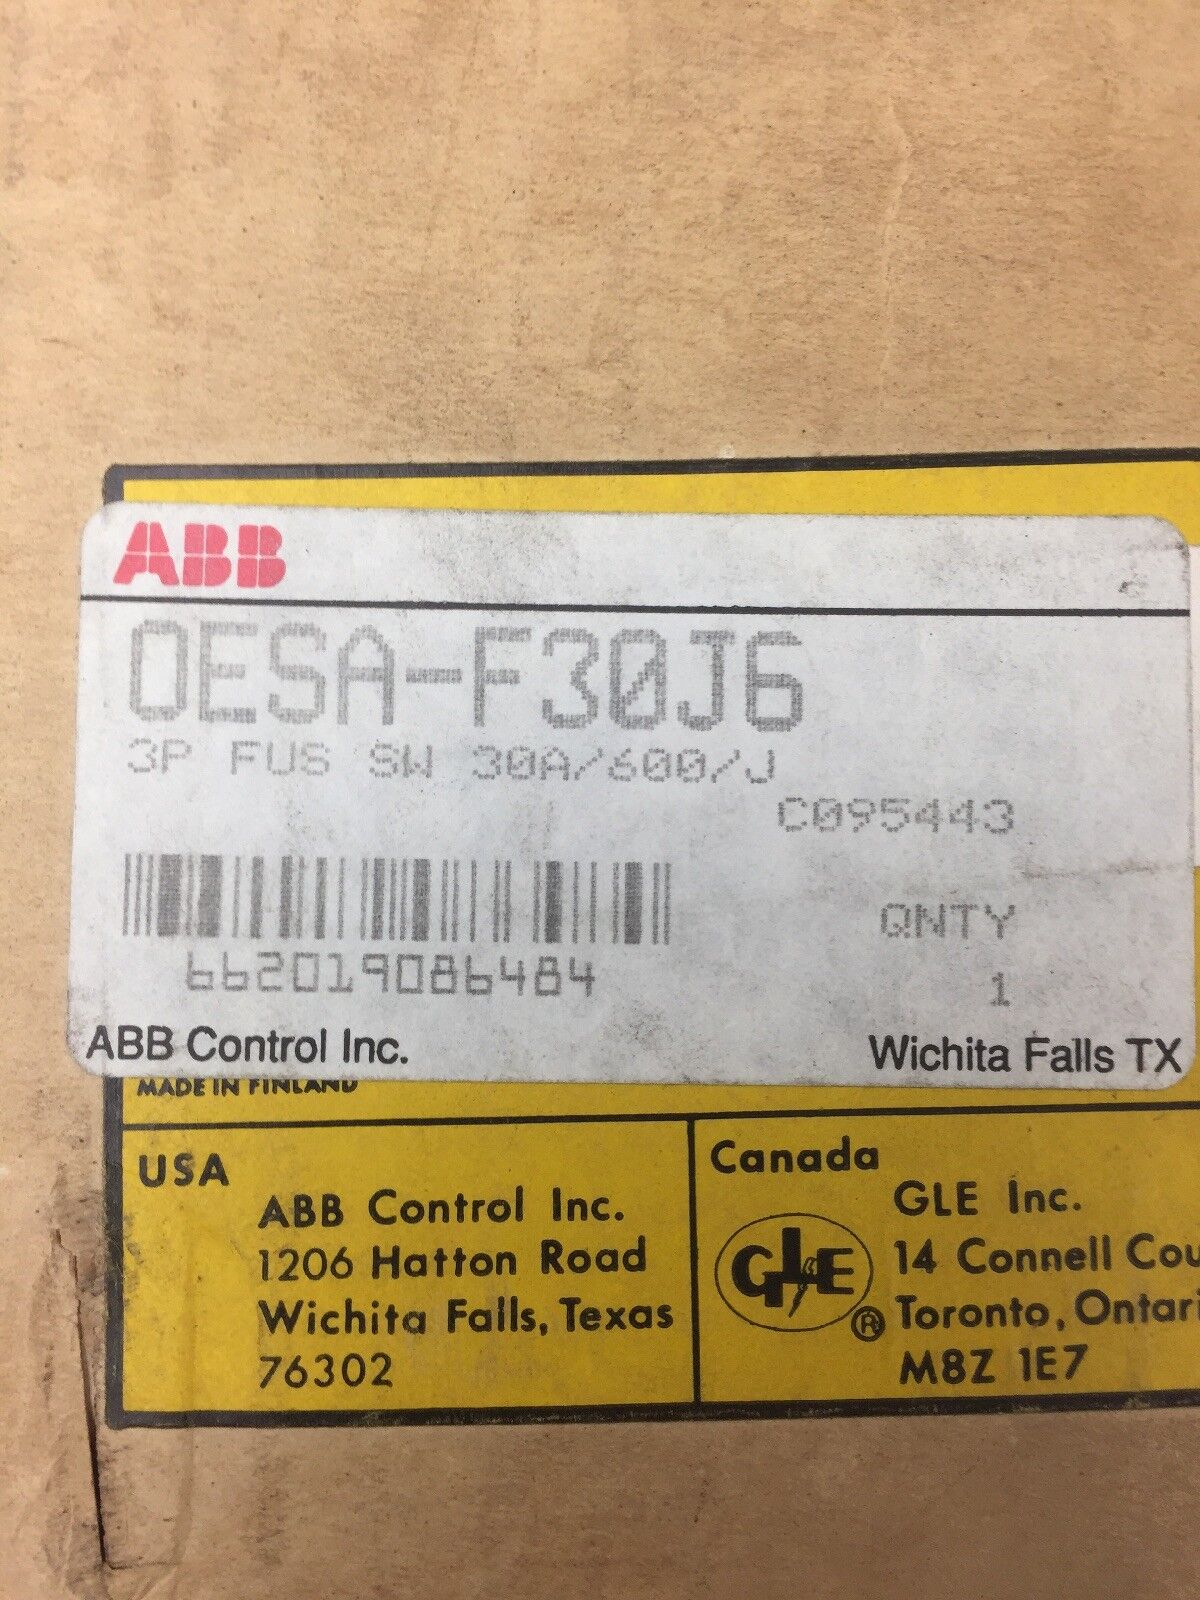 ABB
OESA-F30J6
3P FUS SW 30A/600/J
C095443
662019086484
QNTY
1
ABB Control Inc.
Wichita Falls TX
MADE IN FINLAND
USA
ABB Control Inc.
1206 Hatton Road
Wichita Falls, Texas
76302
Canada
GLE
®
GLE Inc.
14 Connell Cou
Toronto, Ontari
M8Z 1E7